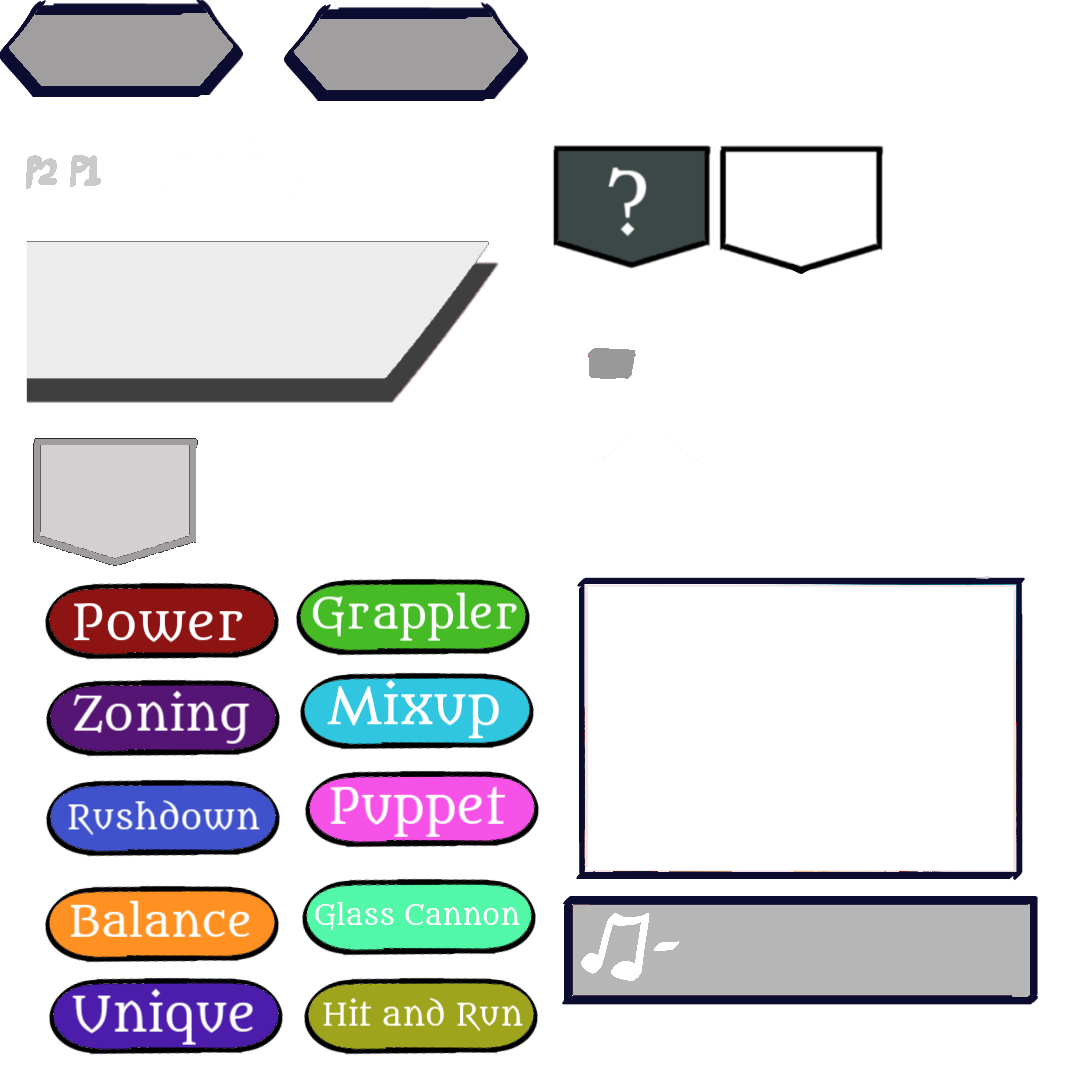 P2 P1
?
Power
Grappler
Zoning
Mixup
Rushdown
Puppet
Balance
Glass Cannon
Unique
Hit and Run